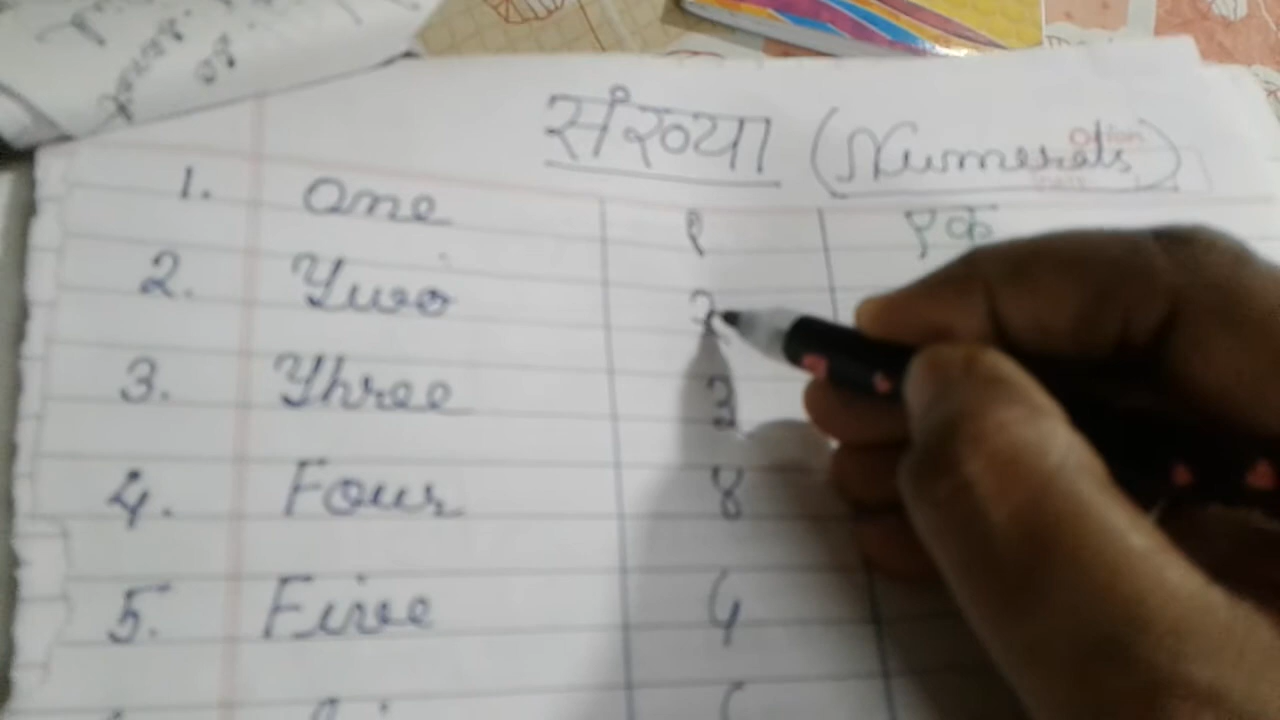 संख्या (Numerals)
1. One १ एक
2. Two २
3. Three ३
4. Four ४
5. Five ५